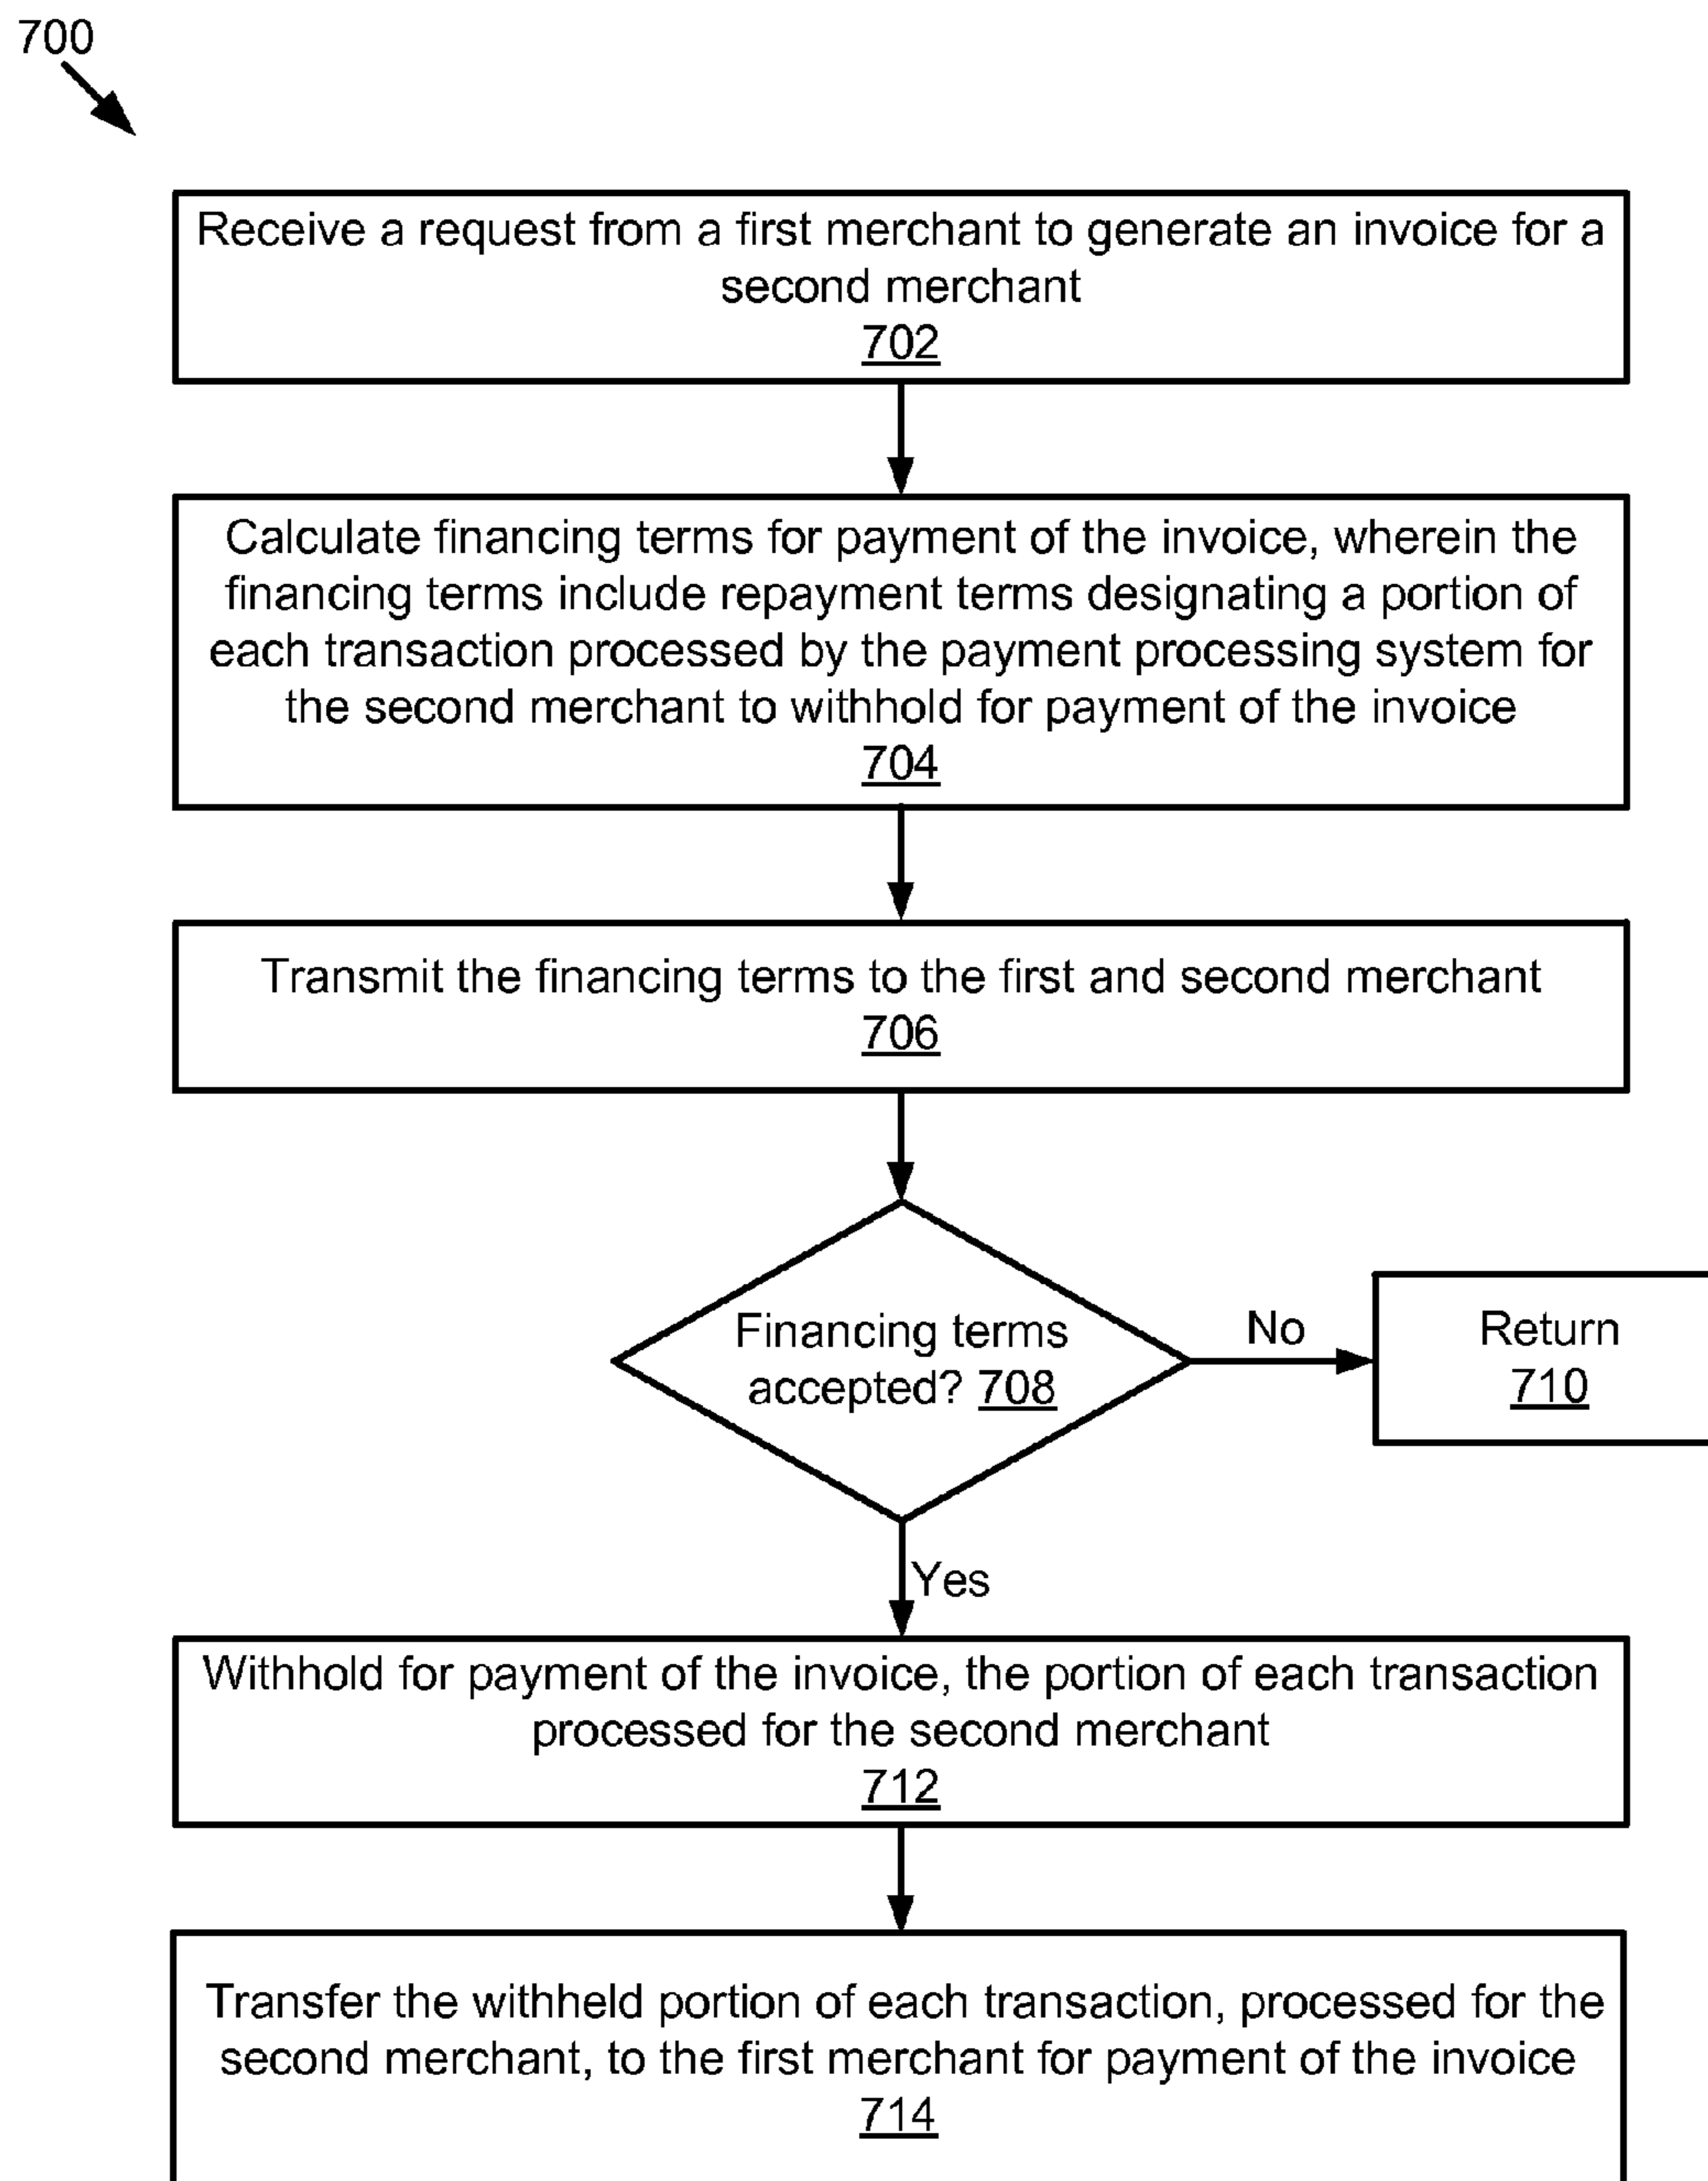 700
Receive a request from a first merchant to generate an invoice for a
second merchant
702
Calculate financing terms for payment of the invoice, wherein the
financing terms include repayment terms designating a portion of
each transaction processed by the payment processing system for
the second merchant to withhold for payment of the invoice
704
Transmit the financing terms to the first and second merchant
706
Financing terms
accepted? 708
No
Return
710
Yes
Withhold for payment of the invoice, the portion of each transaction
processed for the second merchant
712
Transfer the withheld portion of each transaction, processed for the
second merchant, to the first merchant for payment of the invoice
714